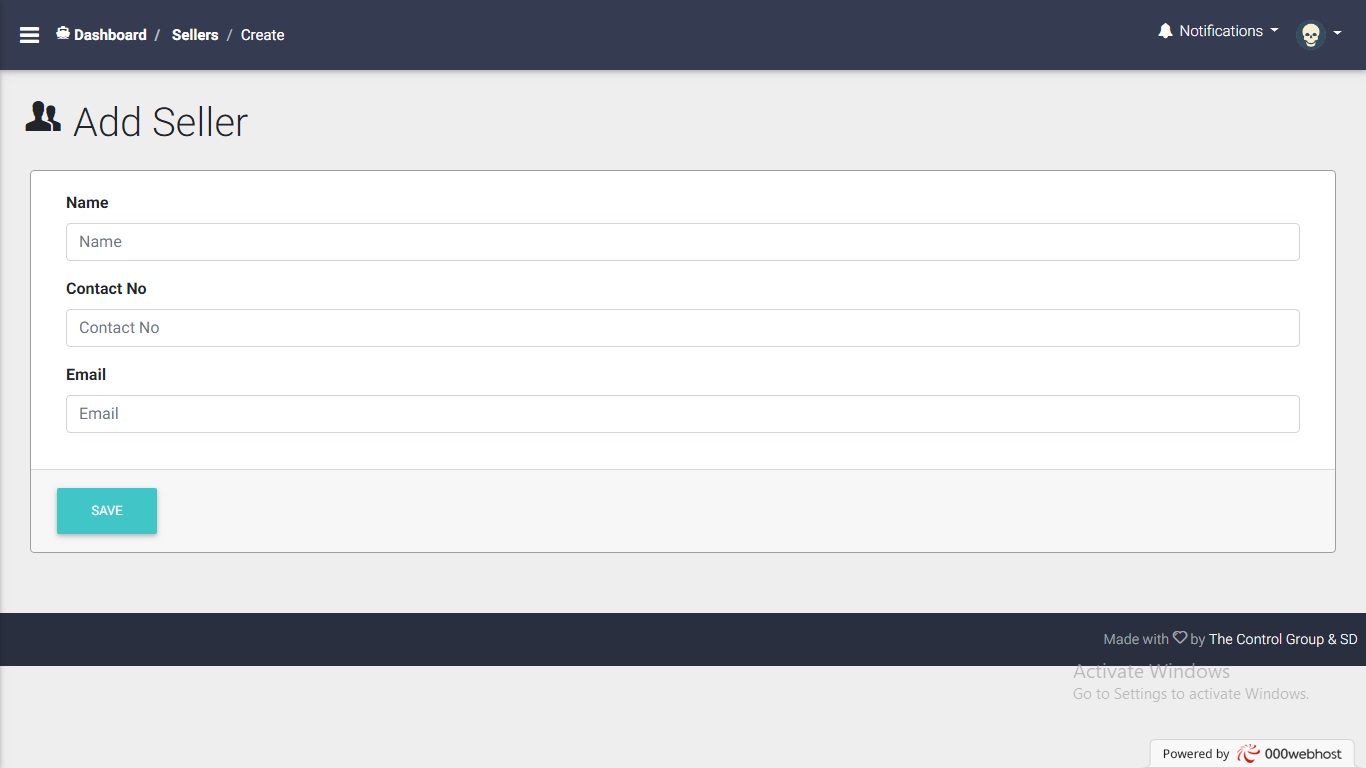 Dashboard / Sellers / Create
Notifications
Add Seller
Name
Name
Contact No
Contact No
Email
Email
SAVE
Made with by The Control Group & SD
Activate Windows
Go to Settings to activate Windows.
Powered by 000webhost